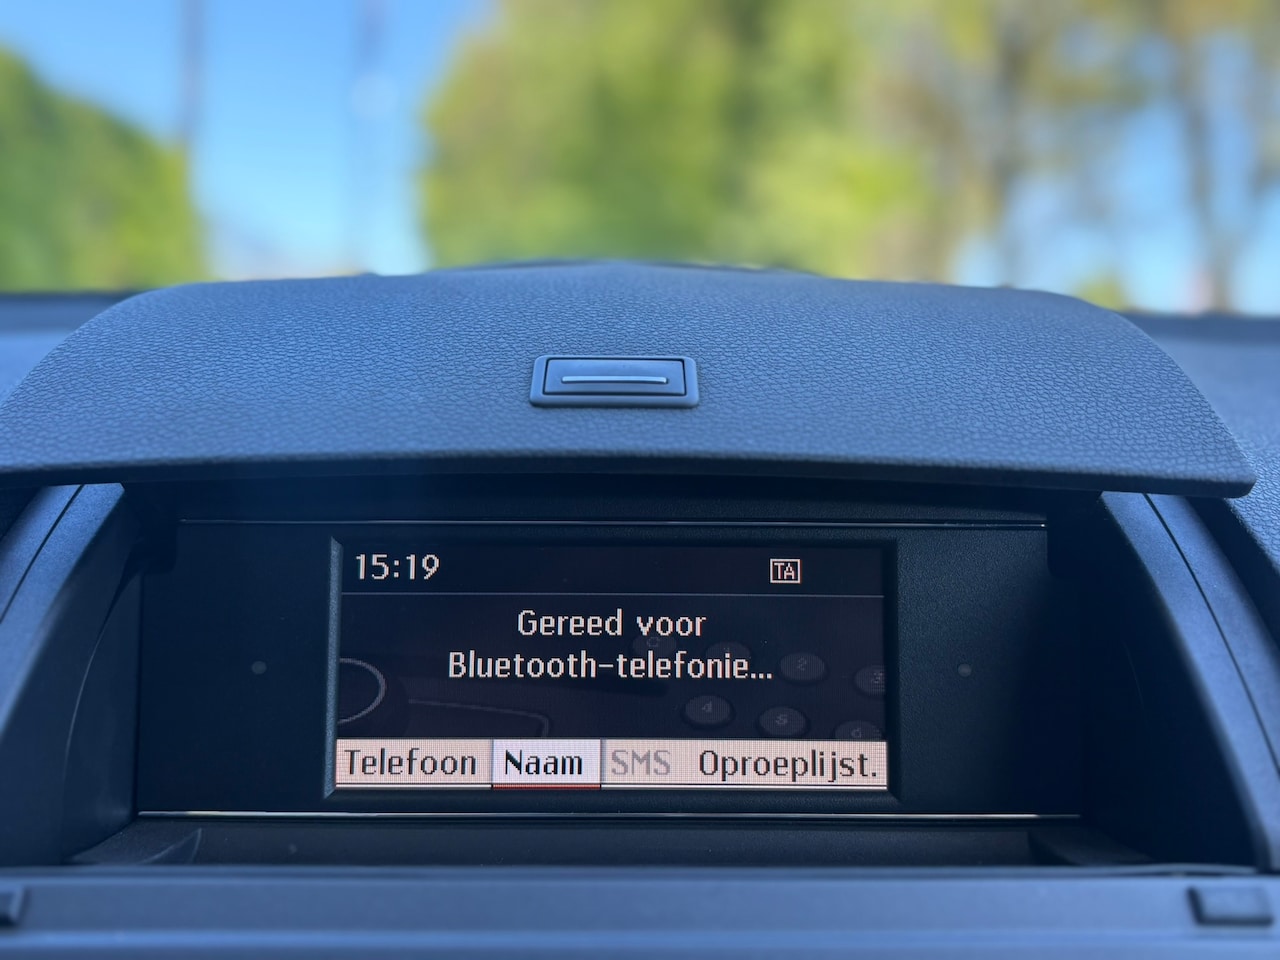 15:19 TA
Gereed voor
Bluetooth-telefonie...
Telefoon Naam SMS Oproeplijst.